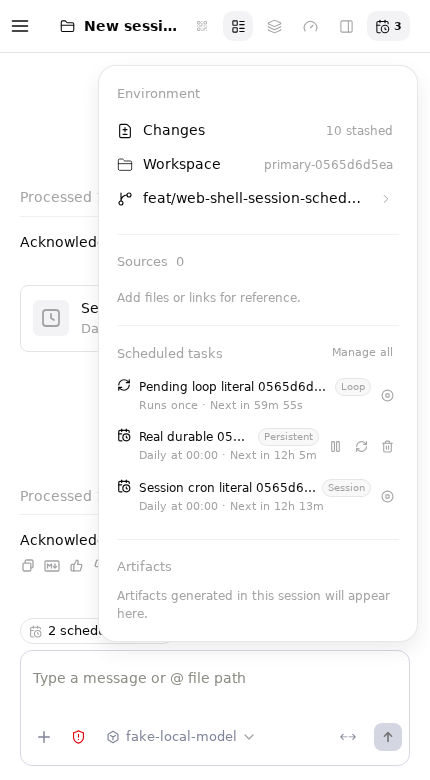 New sessi...
3
Environment
Changes
10 stashed
Workspace
primary-0565d6d5ea
feat/web-shell-session-sched...
Processed
Acknowled
Sources 0
Add files or links for reference.
Se
Da
Scheduled tasks
Manage all
Pending loop literal 0565d6d...
Loop
Runs once · Next in 59m 55s
Real durable 05...
Persistent
Daily at 00:00 · Next in 12h 5m
Session cron literal 0565d6...
Session
Daily at 00:00 · Next in 12h 13m
Processed
Acknowled
Artifacts
Artifacts generated in this session will appear
here.
2 sched
Type a message or @ file path
fake-local-model